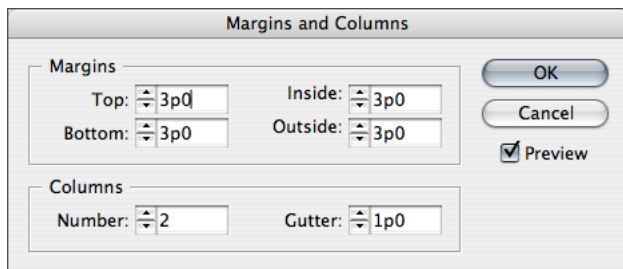 Margins and Columns
Margins
Top: 3p0
Inside: 3p0
Bottom: 3p0
Outside: 3p0
Columns
Number: 2
Gutter: 1p0
OK
Cancel
Preview